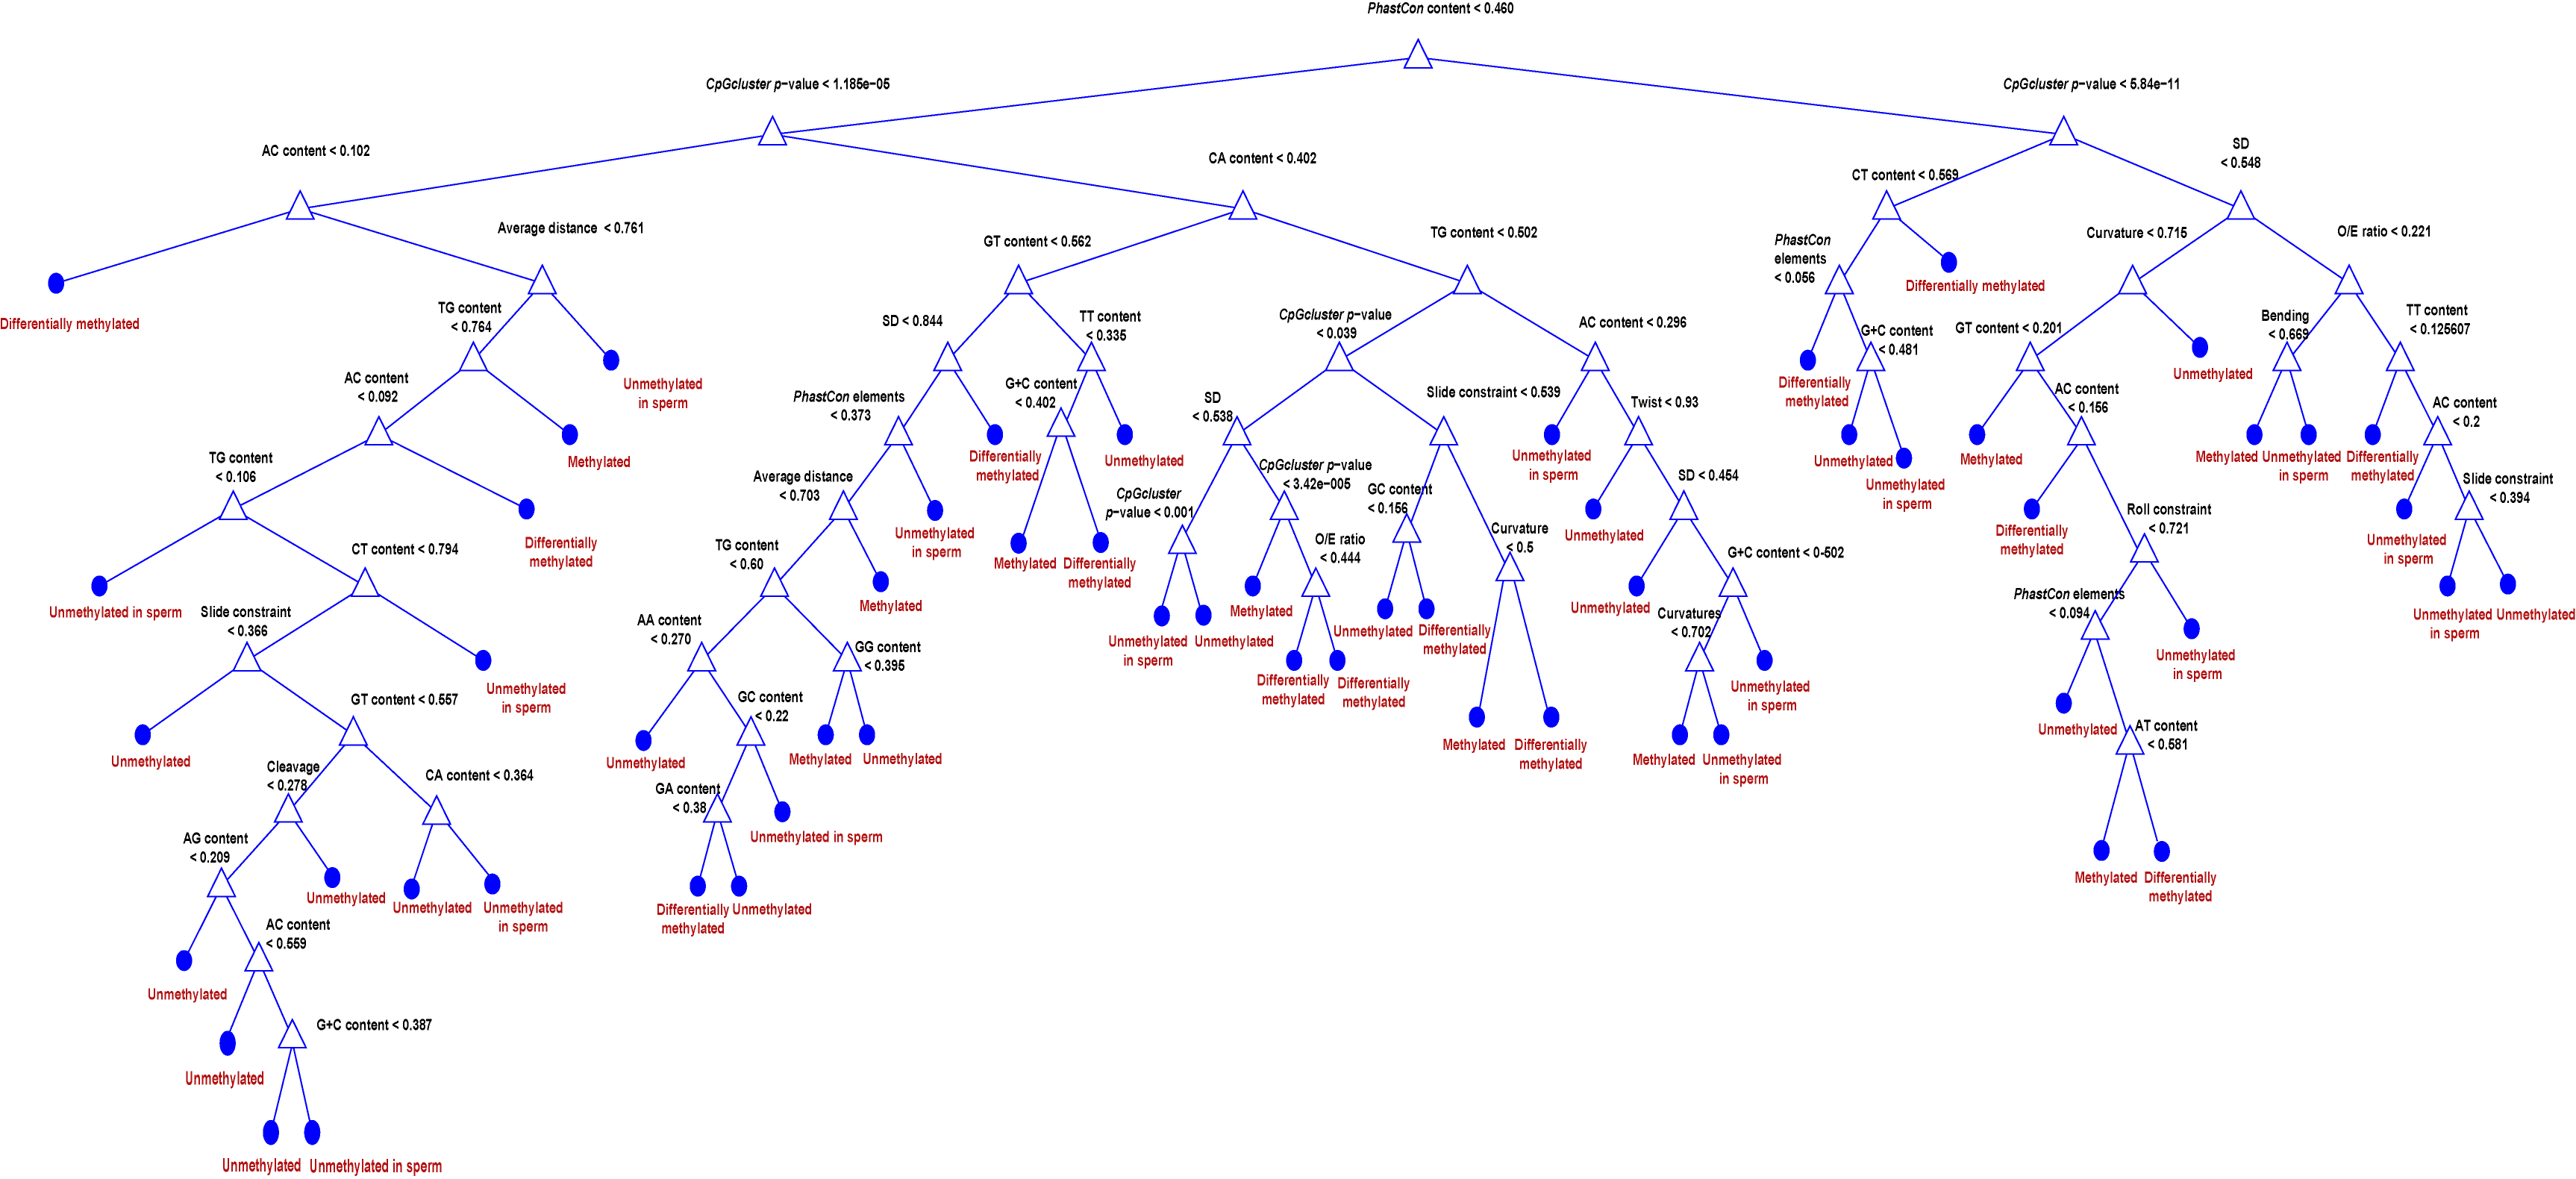 PhastCon content < 0.460
CpGcluster p−value < 1.185e−05
CpGcluster p−value < 5.84e−11
AC content < 0.102
CA content < 0.402
SD
< 0.548
CT content < 0.569
Average distance < 0.761
GT content < 0.562
TG content < 0.502
PhastCon
elements
< 0.056
Curvature < 0.715
O/E ratio < 0.221
Differentially methylated
Differentially methylated
TG content
< 0.764
SD < 0.844
TT content
< 0.335
CpGcluster p−value
< 0.039
AC content < 0.296
G+C content
< 0.481
GT content < 0.201
Bending
< 0.669
TT content
< 0.125607
AC content
< 0.092
Unmethylated
in sperm
PhastCon elements
< 0.373
G+C content
< 0.402
SD
< 0.538
Slide constraint < 0.539
Twist < 0.93
Differentially
methylated
AC content
< 0.156
Unmethylated
AC content
< 0.2
TG content
< 0.106
Methylated
Average distance
< 0.703
Differentially
methylated
Unmethylated
CpGcluster
p−value < 0.001
CpGcluster p−value
< 3.42e−005
GC content
< 0.156
Curvature
< 0.5
Unmethylated
in sperm
SD < 0.454
Unmethylated
Unmethylated
in sperm
Methylated
Roll constraint
< 0.721
Methylated
Unmethylated
in sperm
Differentially
methylated
Slide constraint
< 0.394
CT content < 0.794
Differentially
methylated
TG content
< 0.60
Unmethylated
in sperm
Methylated
Differentially
methylated
O/E ratio
< 0.444
Unmethylated
G+C content < 0-502
Differentially
methylated
Unmethylated
in sperm
Unmethylated in sperm
Slide constraint
< 0.366
AA content
< 0.270
GG content
< 0.395
Methylated
Unmethylated
in sperm
Unmethylated
Methylated
Unmethylated
Differentially
methylated
Unmethylated
Curvatures
< 0.702
PhastCon elements
< 0.094
Unmethylated
in sperm
Unmethylated
GT content < 0.557
Unmethylated
in sperm
GC content
< 0.22
Differentially
methylated
Differentially
methylated
Unmethylated
in sperm
Unmethylated
in sperm
Unmethylated
AT content
< 0.581
Unmethylated
Cleavage
< 0.278
CA content < 0.364
Unmethylated
GA content
< 0.38
Methylated
Unmethylated
Methylated
Differentially
methylated
Methylated
Unmethylated
in sperm
AG content
< 0.209
Unmethylated in sperm
Unmethylated
Unmethylated
Unmethylated
in sperm
Differentially
methylated
Unmethylated
Methylated
Differentially
methylated
AC content
< 0.559
Unmethylated
G+C content < 0.387
Unmethylated
Unmethylated
Unmethylated in sperm